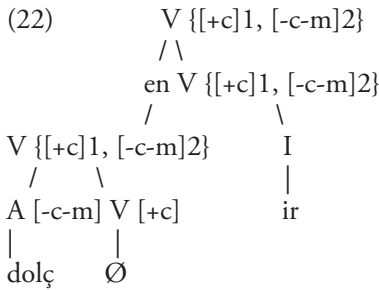 (22) V {[+c]1, [-c-m]2}
/ \
en V {[+c]1, [-c-m]2}
/ \
V {[+c]1, [-c-m]2} I
/ \ |
A [-c-m] V [+c] ir
| |
dolç Ø